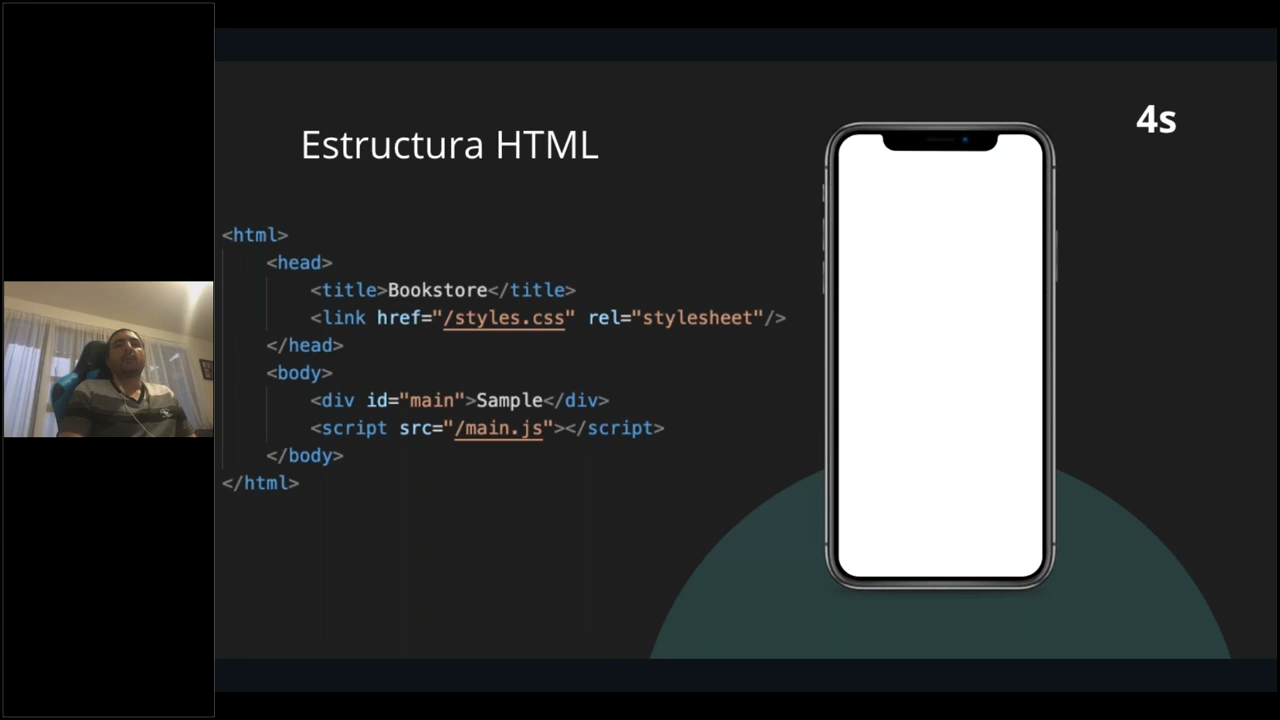 Estructura HTML
4s
<html>
<head>
<title>Bookstore</title>
<link href="/styles.css" rel="stylesheet"/>
</head>
<body>
<div id="main">Sample</div>
<script src="/main.js"></script>
</body>
</html>